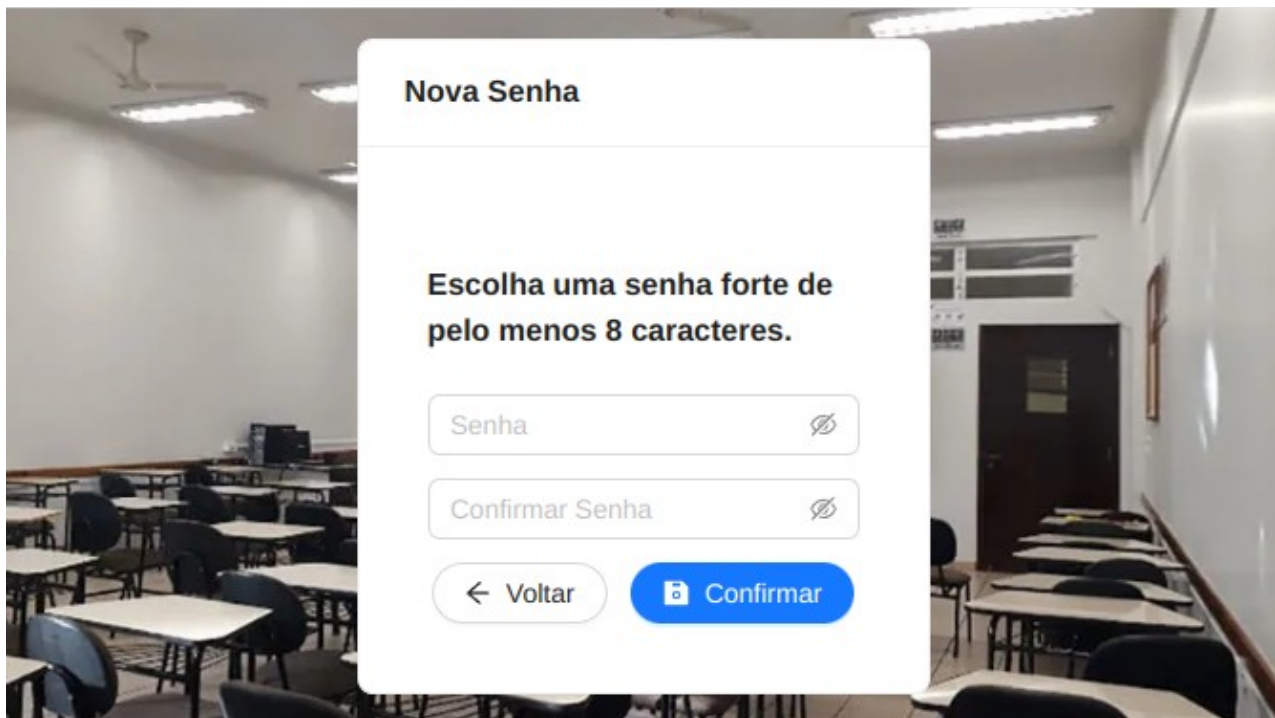 Nova Senha
Escolha uma senha forte de
pelo menos 8 caracteres.
Senha
Confirmar Senha
Voltar
Confirmar